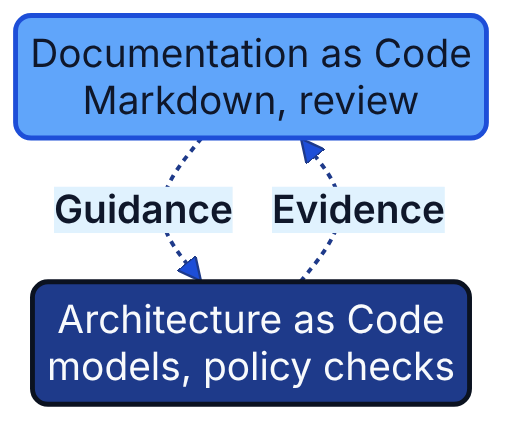 Documentation as Code
Markdown, review
Guidance
Evidence
Architecture as Code
models, policy checks